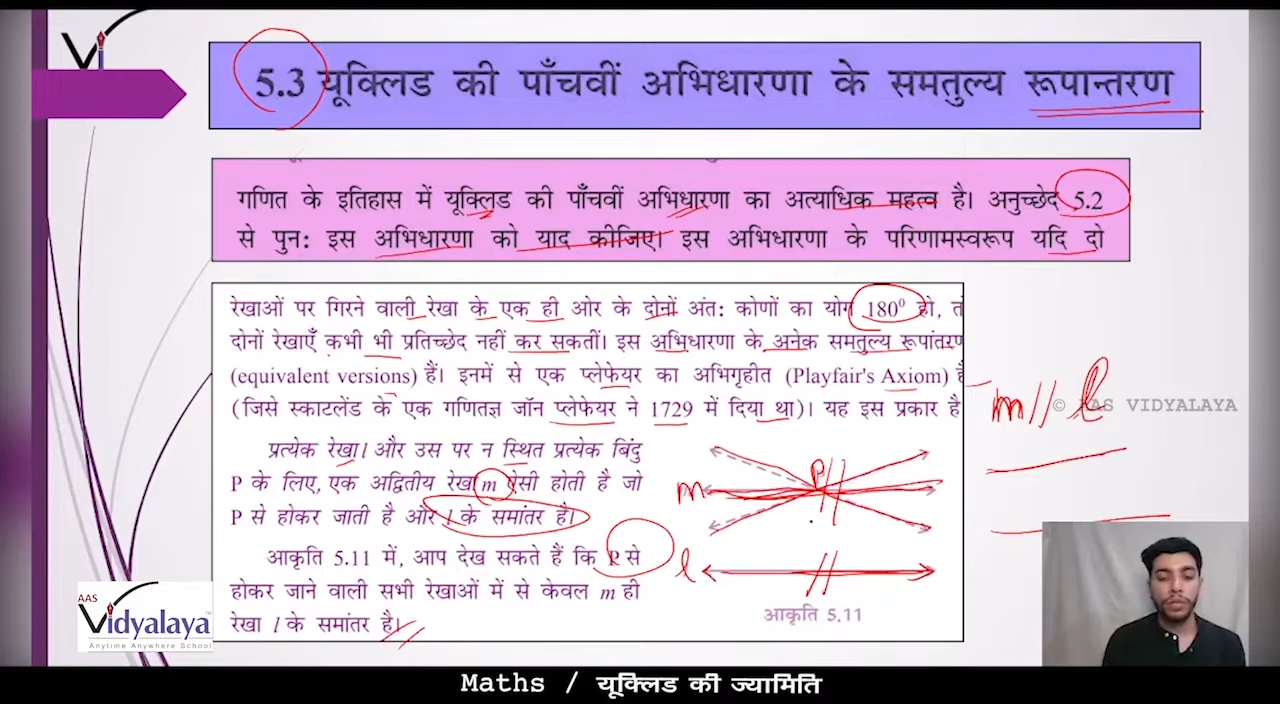 5.3 यूक्लिड की पाँचवीं अभिधारणा के समतुल्य रूपान्तरण
गणित के इतिहास में यूक्लिड की पाँचवीं अभिधारणा का अत्याधिक महत्व है। अनुच्छेद 5.2
से पुन: इस अभिधारणा को याद कीजिए। इस अभिधारणा के परिणामस्वरूप यदि दो
रेखाओं पर गिरने वाली रेखा के एक ही ओर के दोनों अंत: कोणों का योग 180° हो, त
दोनों रेखाएँ कभी भी प्रतिच्छेद नहीं कर सकतीं। इस अभिधारणा के अनेक समतुल्य रूपांतरण
(equivalent versions) हैं। इनमें से एक प्लेफेयर का अभिगृहीत (Playfair's Axiom) है
(जिसे स्काटलेंड के एक गणितज्ञ जॉन प्लेफेयर ने 1729 में दिया था)। यह इस प्रकार है
प्रत्येक रेखा l और उस पर न स्थित प्रत्येक बिंदु
P के लिए, एक अद्वितीय रेखा m ऐसी होती है जो
P से होकर जाती है और l के समांतर है।
आकृति 5.11 में, आप देख सकते हैं कि P से
होकर जाने वाली सभी रेखाओं में से केवल m ही
रेखा l के समांतर है।
P
m
l
आकृति 5.11
m // l
© AAS VIDYALAYA
AAS
Vidyalaya
Anytime Anywhere School
Maths / यूक्लिड की ज्यामिति